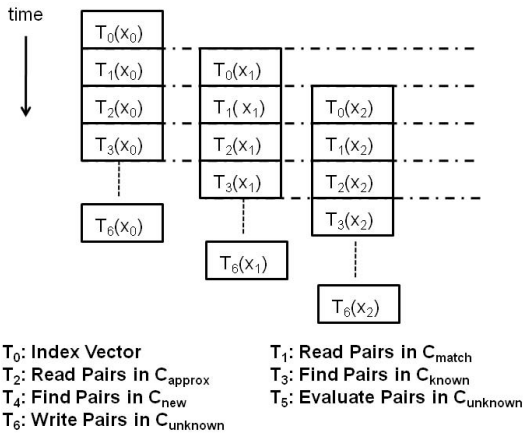 time
T₀(x₀)
T₁(x₀) T₀(x₁)
T₂(x₀) T₁( x₁) T₀(x₂)
T₃(x₀) T₂(x₁) T₁(x₂)
T₃(x₁) T₂(x₂)
T₆(x₀) T₃(x₂)
T₆(x₁)
T₆(x₂)
T₀: Index Vector T₁: Read Pairs in Cmatch
T₂: Read Pairs in Capprox T₃: Find Pairs in Cknown
T₄: Find Pairs in Cnew T₅: Evaluate Pairs in Cunknown
T₆: Write Pairs in Cunknown